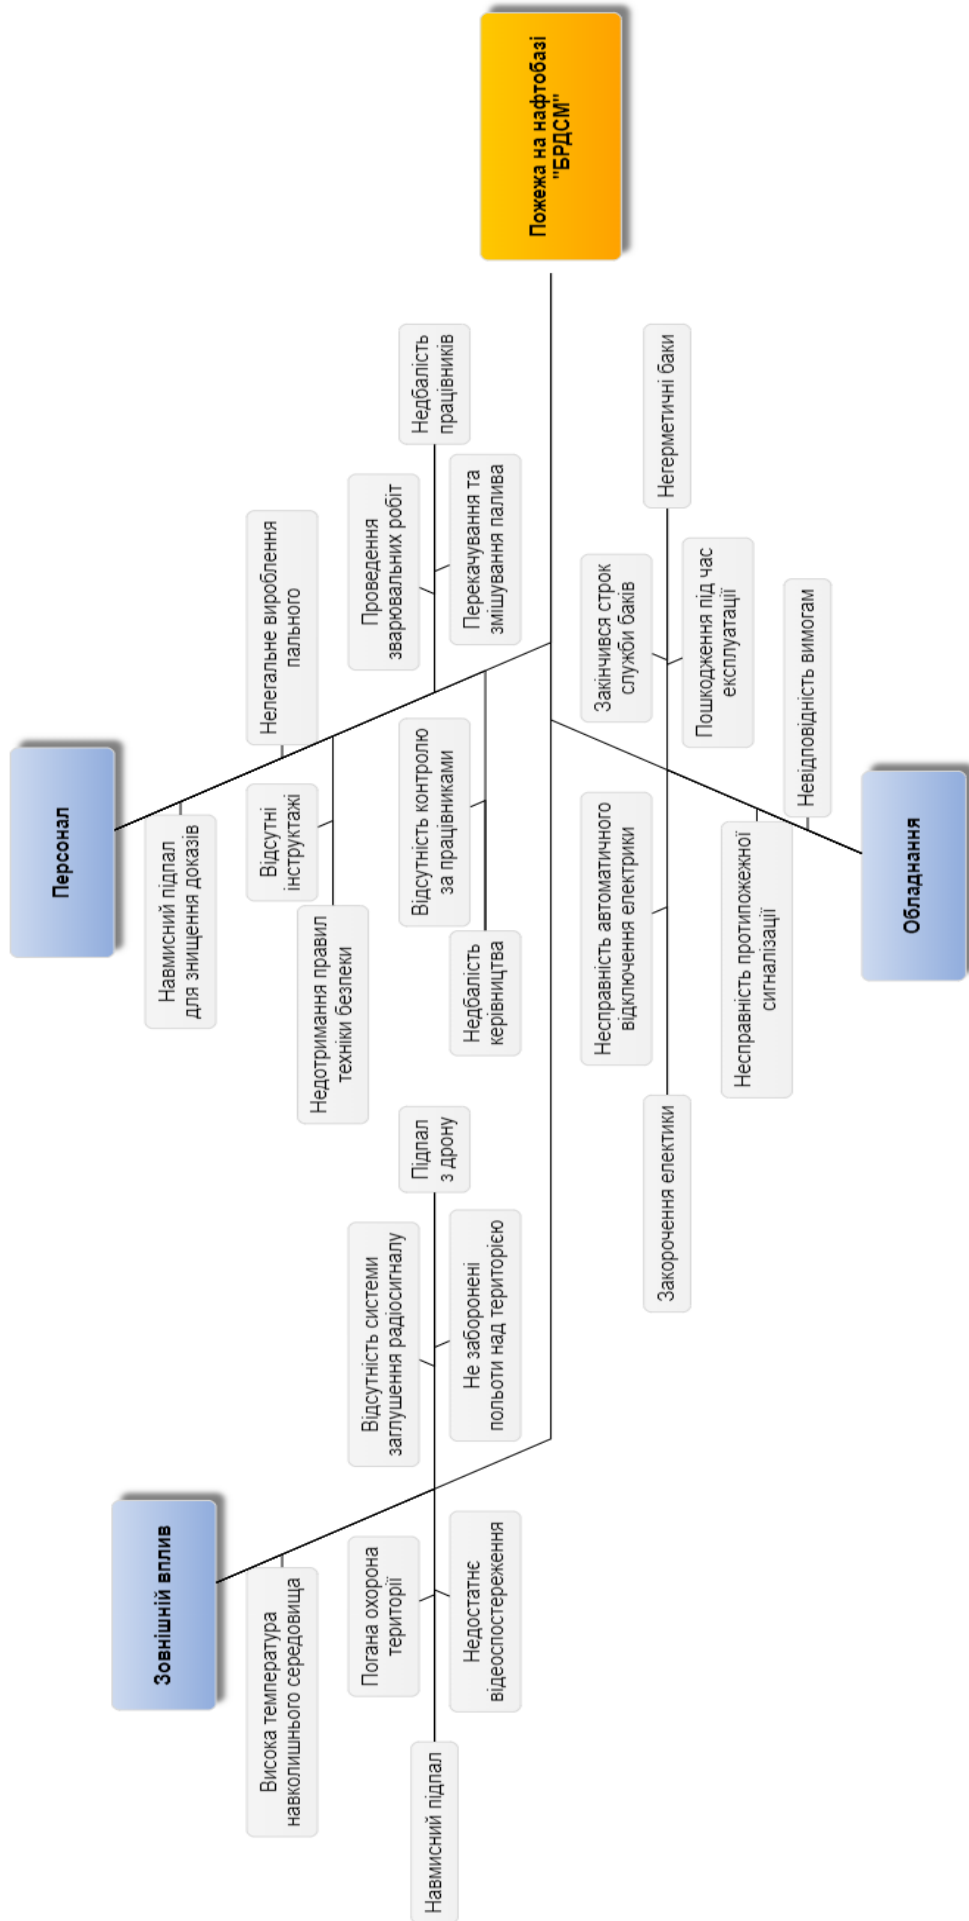 Пожежа на нафтобазі
"БРДСМ"
Персонал
Навмисний підпал
для знищення доказів
Нелегальне вироблення
пального
Відсутні
інструктажі
Недотримання правил
техніки безпеки
Проведення
зварювальних робіт
Недбалість
працівників
Перекачування та
змішування палива
Відсутність контролю
за працівниками
Недбалість
керівництва
Зовнішній вплив
Висока температура
навколишнього середовища
Відсутність системи
заглушення радіосигналу
Підпал
з дрону
Не заборонені
польоти над територією
Погана охорона
території
Недостатнє
відеоспостереження
Навмисний підпал
Закінчився строк
служби баків
Негерметичні баки
Пошкодження під час
експлуатації
Несправність автоматичного
відключення електрики
Закорочення електики
Несправність протипожежної
сигналізації
Невідповідність вимогам
Обладнання